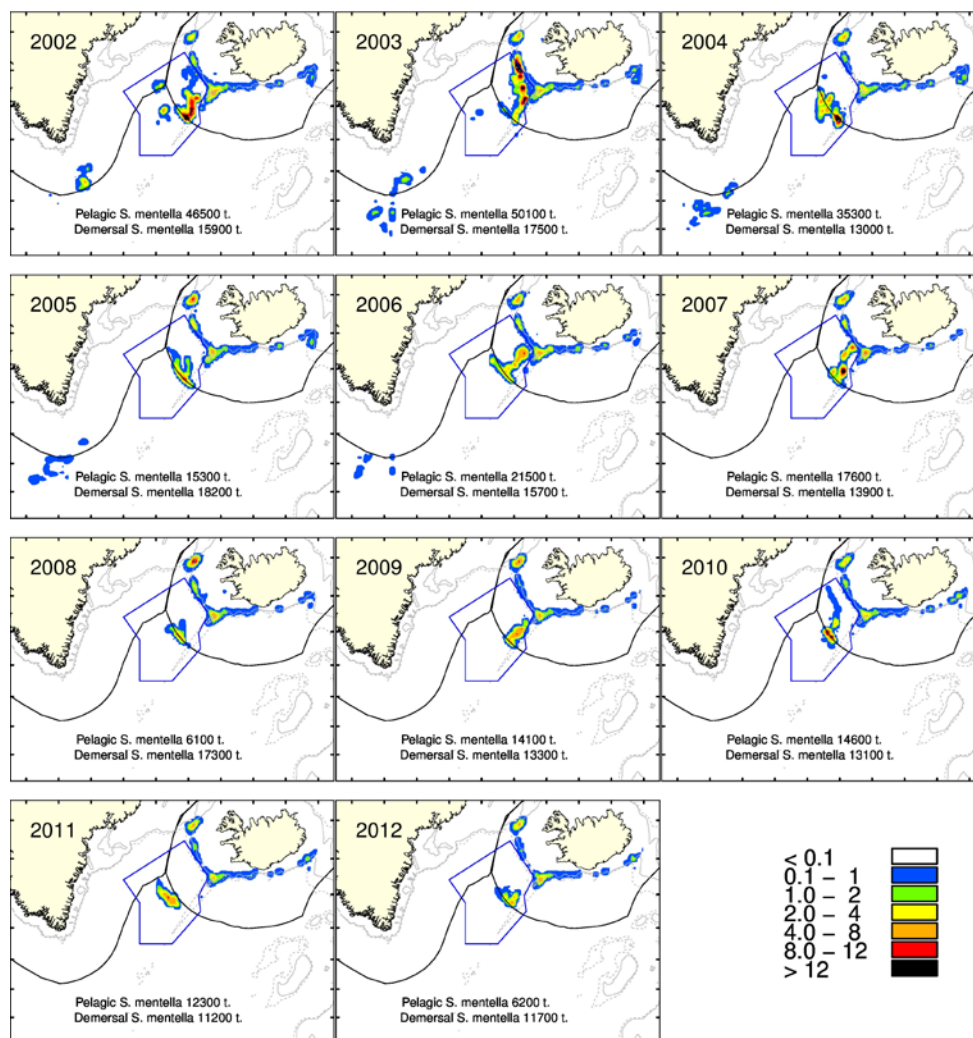 2002
Pelagic S. mentella 46500 t.
Demersal S. mentella 15900 t.
2003
Pelagic S. mentella 50100 t.
Demersal S. mentella 17500 t.
2004
Pelagic S. mentella 35300 t.
Demersal S. mentella 13000 t.
2005
Pelagic S. mentella 15300 t.
Demersal S. mentella 18200 t.
2006
Pelagic S. mentella 21500 t.
Demersal S. mentella 15700 t.
2007
Pelagic S. mentella 17600 t.
Demersal S. mentella 13900 t.
2008
Pelagic S. mentella 6100 t.
Demersal S. mentella 17300 t.
2009
Pelagic S. mentella 14100 t.
Demersal S. mentella 13300 t.
2010
Pelagic S. mentella 14600 t.
Demersal S. mentella 13100 t.
2011
Pelagic S. mentella 12300 t.
Demersal S. mentella 11200 t.
2012
Pelagic S. mentella 6200 t.
Demersal S. mentella 11700 t.
< 0.1
0.1 – 1
1.0 – 2
2.0 – 4
4.0 – 8
8.0 – 12
> 12